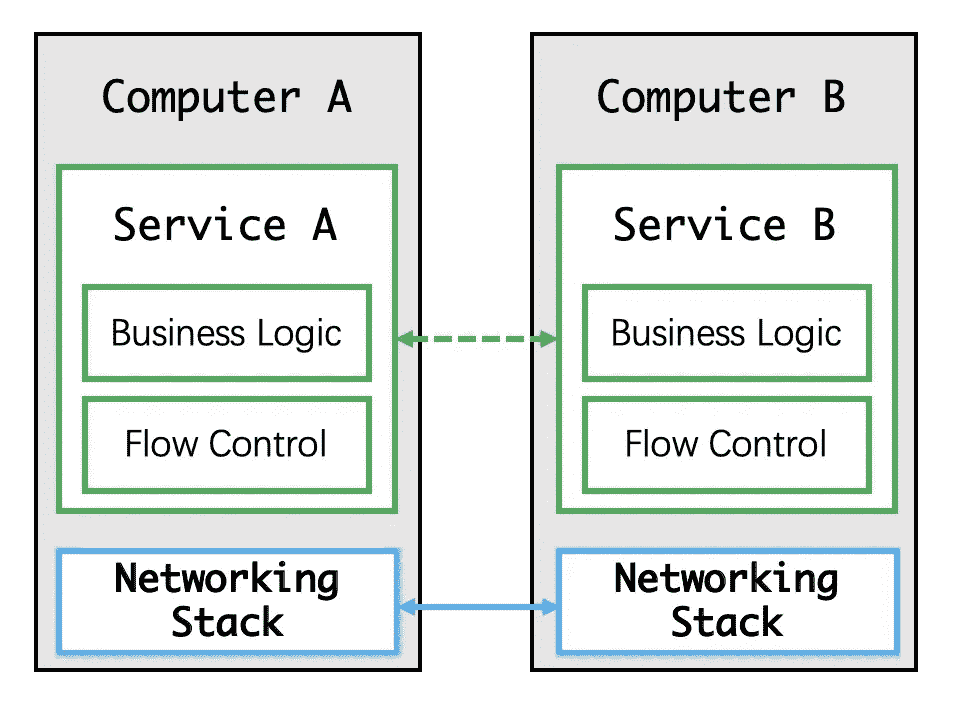 Computer A
Service A
Business Logic
Flow Control
Networking
Stack
Computer B
Service B
Business Logic
Flow Control
Networking
Stack